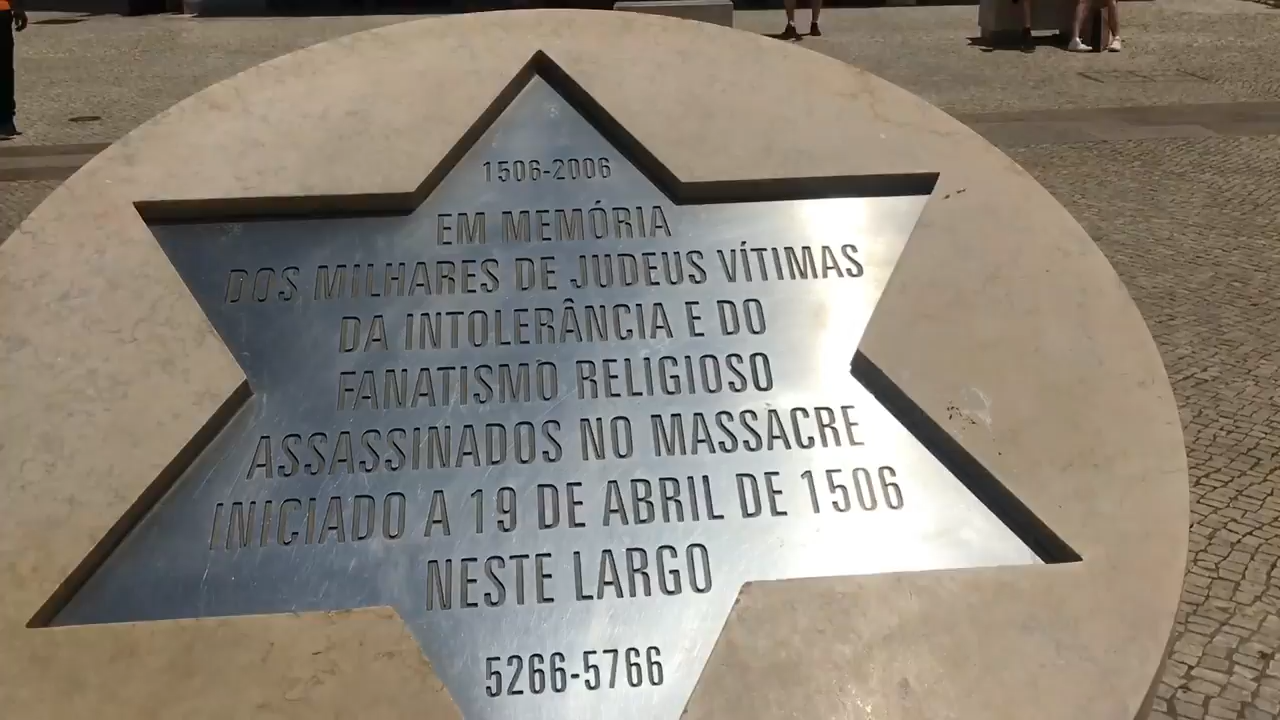 1506-2006
EM MEMÓRIA
DOS MILHARES DE JUDEUS VÍTIMAS
DA INTOLERÂNCIA E DO
FANATISMO RELIGIOSO
ASSASSINADOS NO MASSACRE
INICIADO A 19 DE ABRIL DE 1506
NESTE LARGO
5266-5766